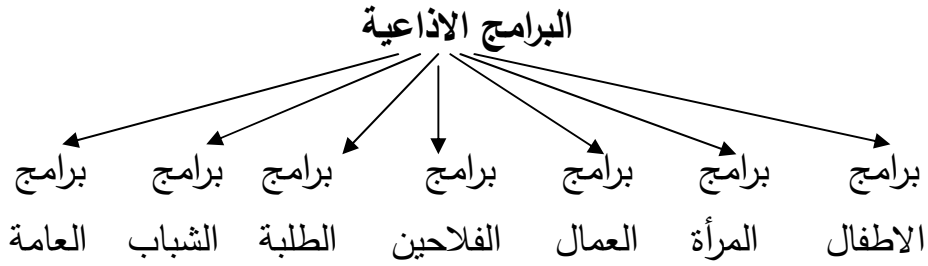 البرامج الاذاعية
برامج برامج برامج برامج برامج برامج برامج
الاطفال المرأة العمال الفلاحين الطلبة الشباب العامة